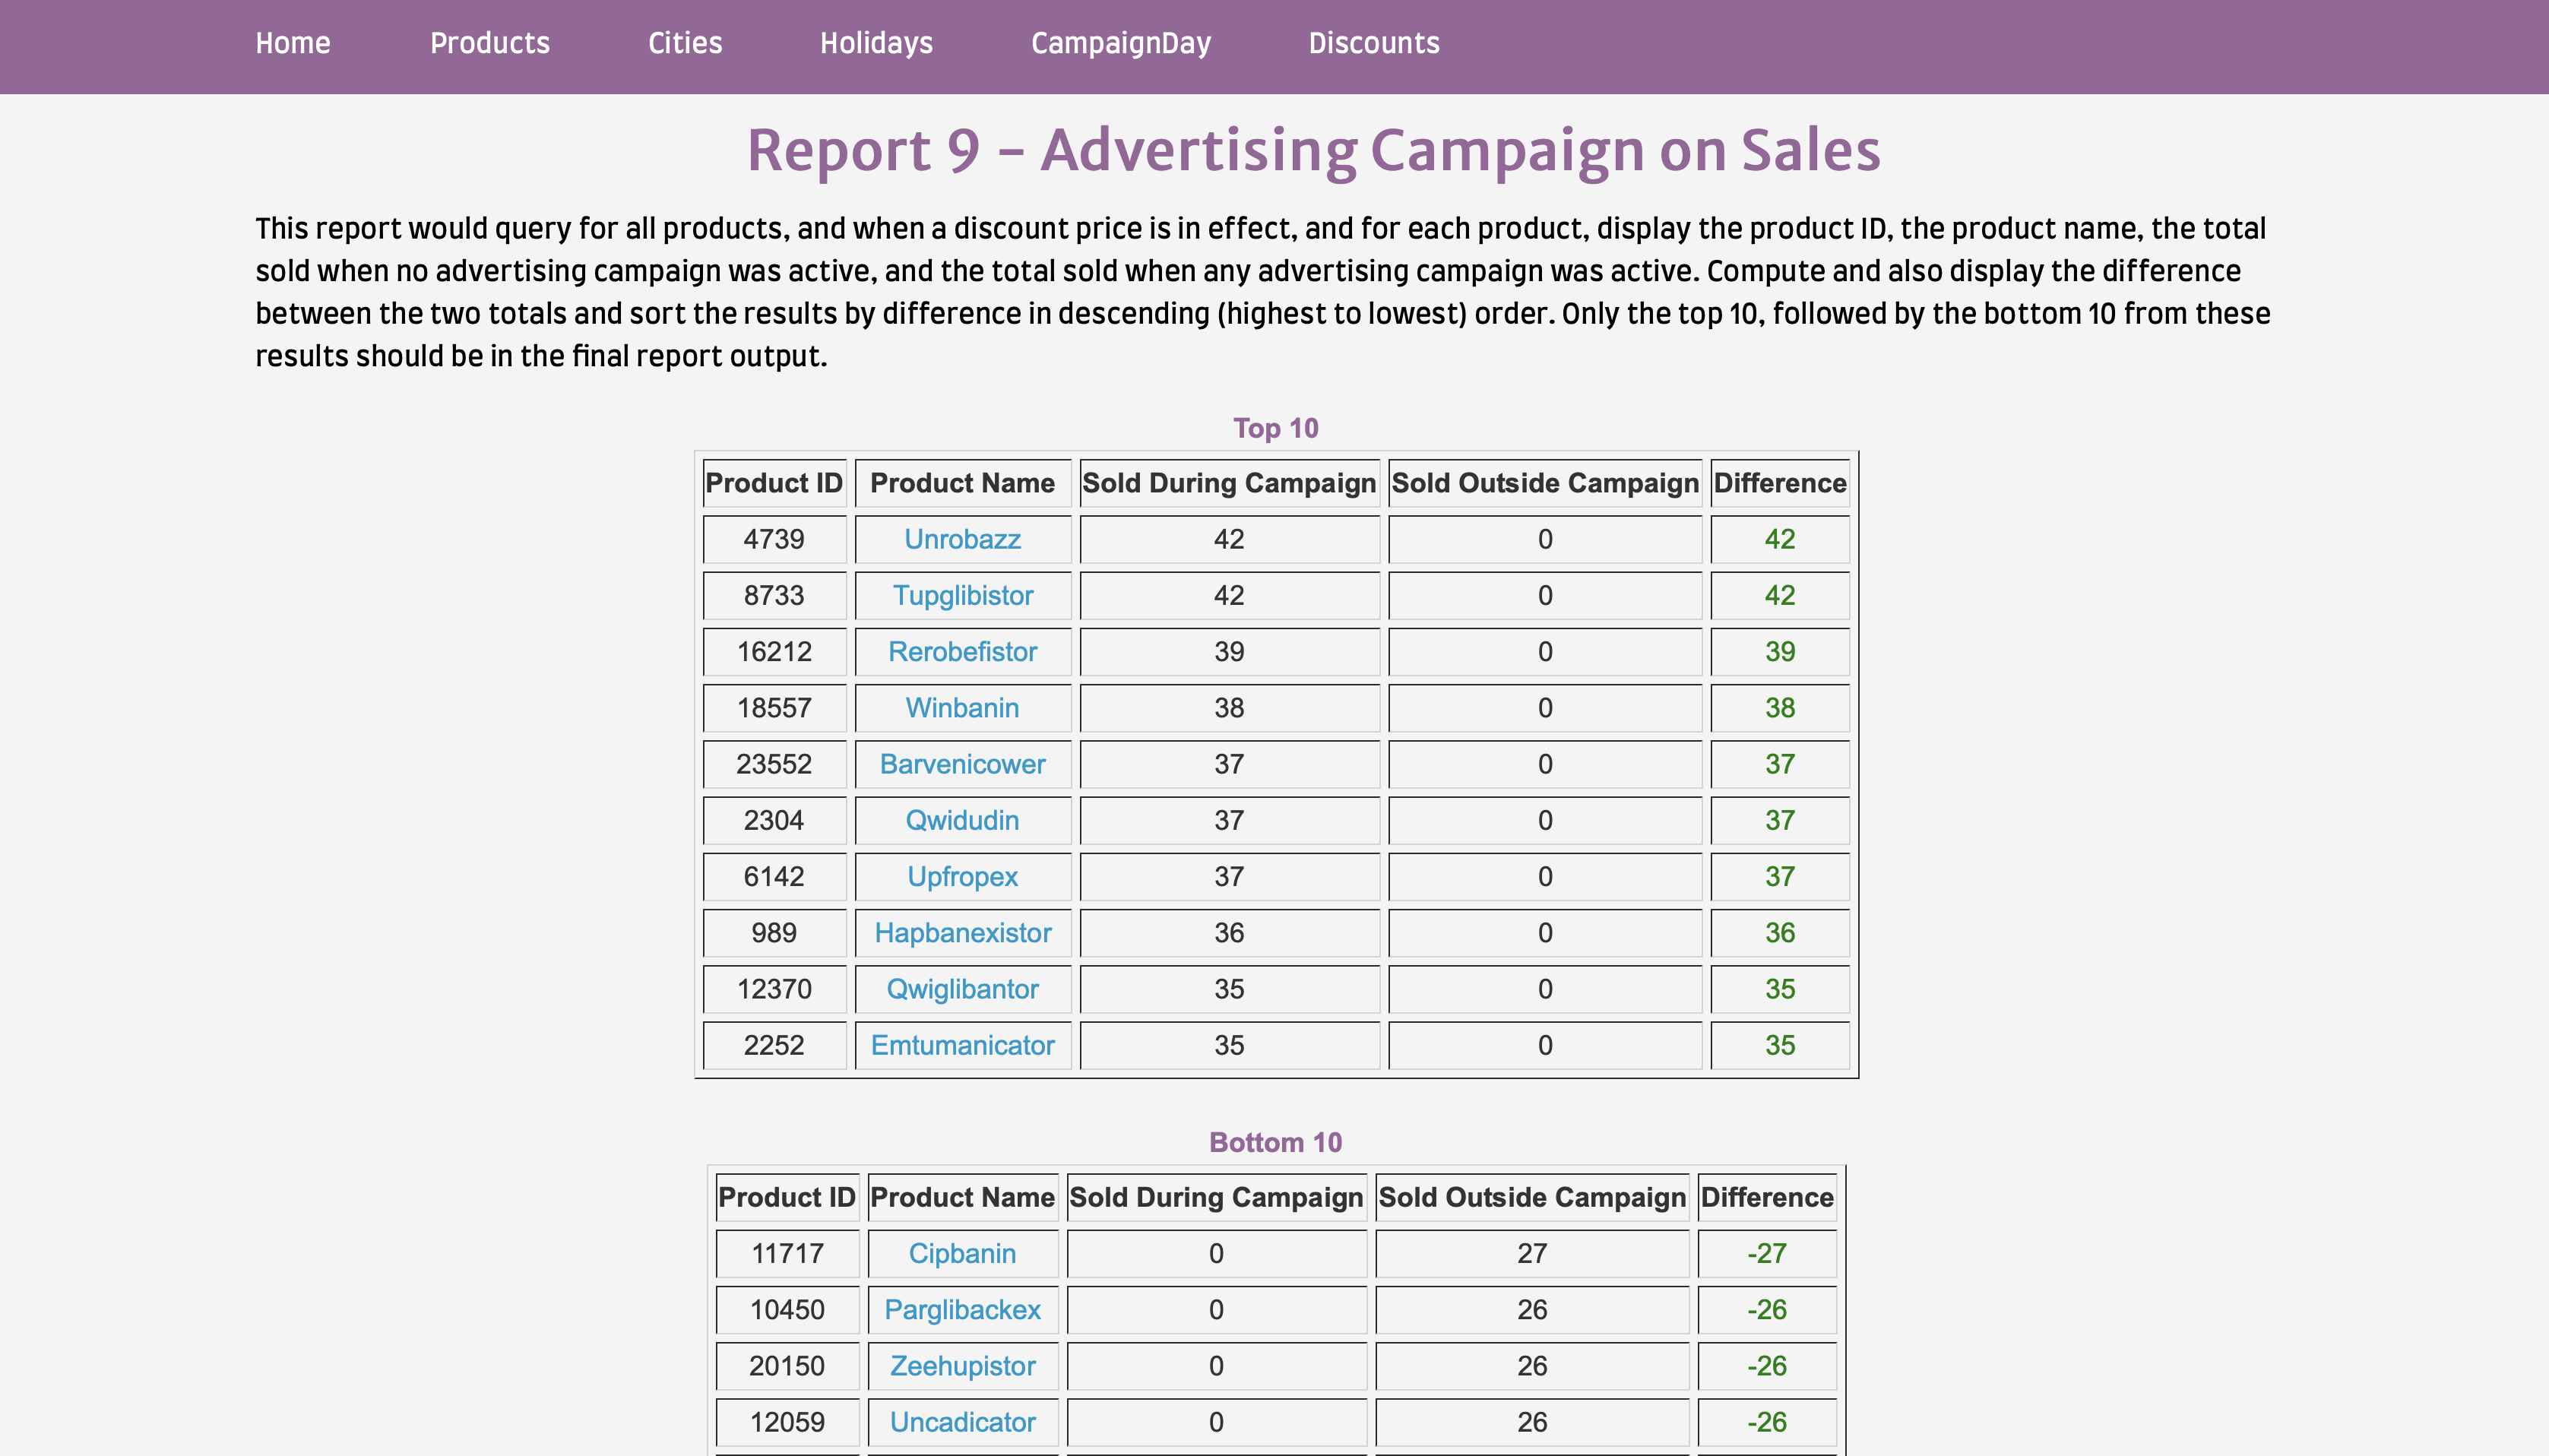 Home Products Cities Holidays CampaignDay Discounts
Report 9 - Advertising Campaign on Sales
This report would query for all products, and when a discount price is in effect, and for each product, display the product ID, the product name, the total
sold when no advertising campaign was active, and the total sold when any advertising campaign was active. Compute and also display the difference
between the two totals and sort the results by difference in descending (highest to lowest) order. Only the top 10, followed by the bottom 10 from these
results should be in the final report output.
Top 10
Product ID Product Name Sold During Campaign Sold Outside Campaign Difference
4739 Unrobazz 42 0 42
8733 Tupglibistor 42 0 42
16212 Rerobefistor 39 0 39
18557 Winbanin 38 0 38
23552 Barvenicower 37 0 37
2304 Qwidudin 37 0 37
6142 Upfropex 37 0 37
989 Hapbanexistor 36 0 36
12370 Qwiglibantor 35 0 35
2252 Emtumanicator 35 0 35
Bottom 10
Product ID Product Name Sold During Campaign Sold Outside Campaign Difference
11717 Cipbanin 0 27 -27
10450 Parglibackex 0 26 -26
20150 Zeehupistor 0 26 -26
12059 Uncadicator 0 26 -26